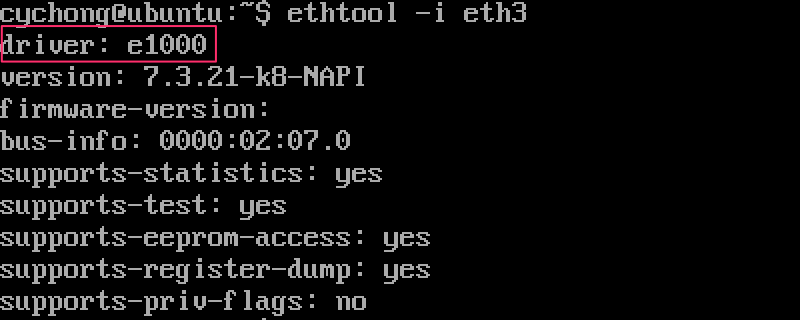 cychong@ubuntu:~$ ethtool -i eth3
driver: e1000
version: 7.3.21-k8-NAPI
firmware-version:
bus-info: 0000:02:07.0
supports-statistics: yes
supports-test: yes
supports-eeprom-access: yes
supports-register-dump: yes
supports-priv-flags: no